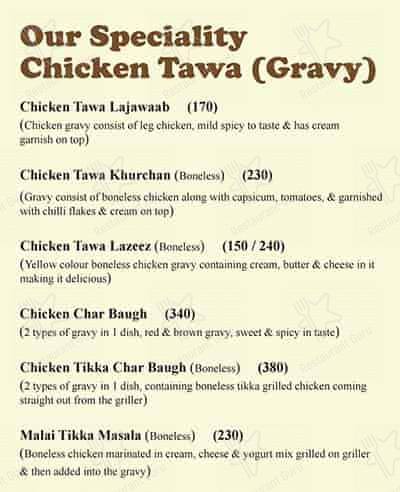 Our Speciality
Chicken Tawa (Gravy)
Chicken Tawa Lajawaab (170)
(Chicken gravy consist of leg chicken, mild spicy to taste & has cream
garnish on top)
Chicken Tawa Khurchan (Boneless) (230)
(Gravy consist of boneless chicken along with capsicum, tomatoes, & garnished
with chilli flakes & cream on top)
Chicken Tawa Lazeez (Boneless) (150 / 240)
(Yellow colour boneless chicken gravy containing cream, butter & cheese in it
making it delicious)
Chicken Char Baugh (340)
(2 types of gravy in 1 dish, red & brown gravy, sweet & spicy in taste)
Chicken Tikka Char Baugh (Boneless) (380)
(2 types of gravy in 1 dish, containing boneless tikka grilled chicken coming
straight out from the griller)
Malai Tikka Masala (Boneless) (230)
(Boneless chicken marinated in cream, cheese & yogurt mix grilled on griller
& then added into the gravy)